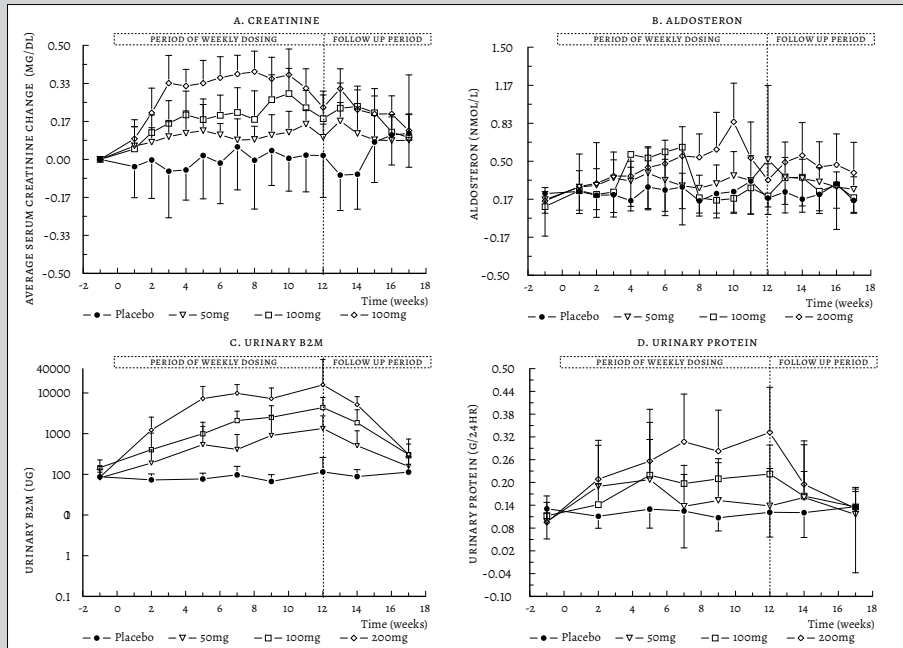 A. CREATININE
PERIOD OF WEEKLY DOSING
FOLLOW UP PERIOD
AVERAGE SERUM CREATININE CHANGE (MG/DL)
0.50
0.33
0.17
0.00
-0.17
-0.33
-0.50
-2 0 2 4 6 8 10 12 14 16 18
Time (weeks)
Placebo 50mg 100mg 100mg
B. ALDOSTERON
PERIOD OF WEEKLY DOSING
FOLLOW UP PERIOD
ALDOSTERON (NMOL/L)
1.50
1.17
0.83
0.50
0.17
-0.17
-0.50
-2 0 2 4 6 8 10 12 14 16 18
Time (weeks)
Placebo 50mg 100mg 200mg
C. URINARY B2M
PERIOD OF WEEKLY DOSING
FOLLOW UP PERIOD
URINARY B2M (UG)
40000
10000
1000
100
0
1
0.1
-2 0 2 4 6 8 10 12 14 16 18
Time (weeks)
Placebo 50mg 100mg 200mg
D. URINARY PROTEIN
PERIOD OF WEEKLY DOSING
FOLLOW UP PERIOD
URINARY PROTEIN (G/24HR)
0.50
0.44
0.38
0.32
0.26
0.20
0.14
0.08
0.02
-0.04
-0.10
-2 0 2 4 6 8 10 12 14 16 18
Time (weeks)
Placebo 50mg 100mg 200mg